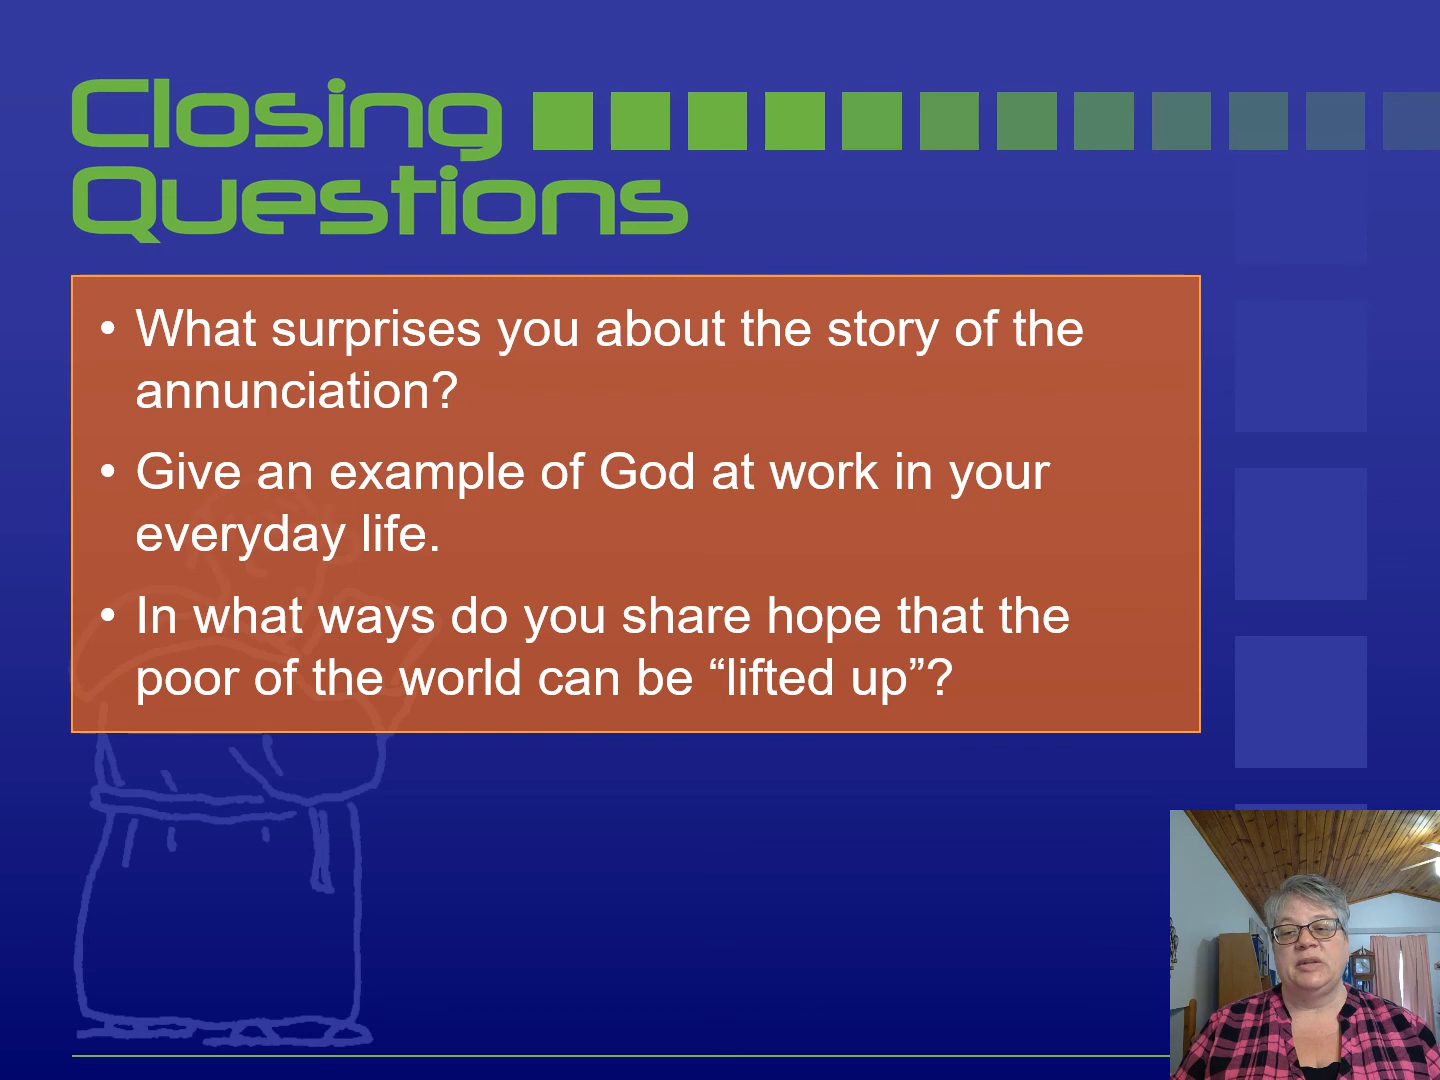 Closing
Questions
• What surprises you about the story of the
annunciation?
• Give an example of God at work in your
everyday life.
• In what ways do you share hope that the
poor of the world can be “lifted up”?